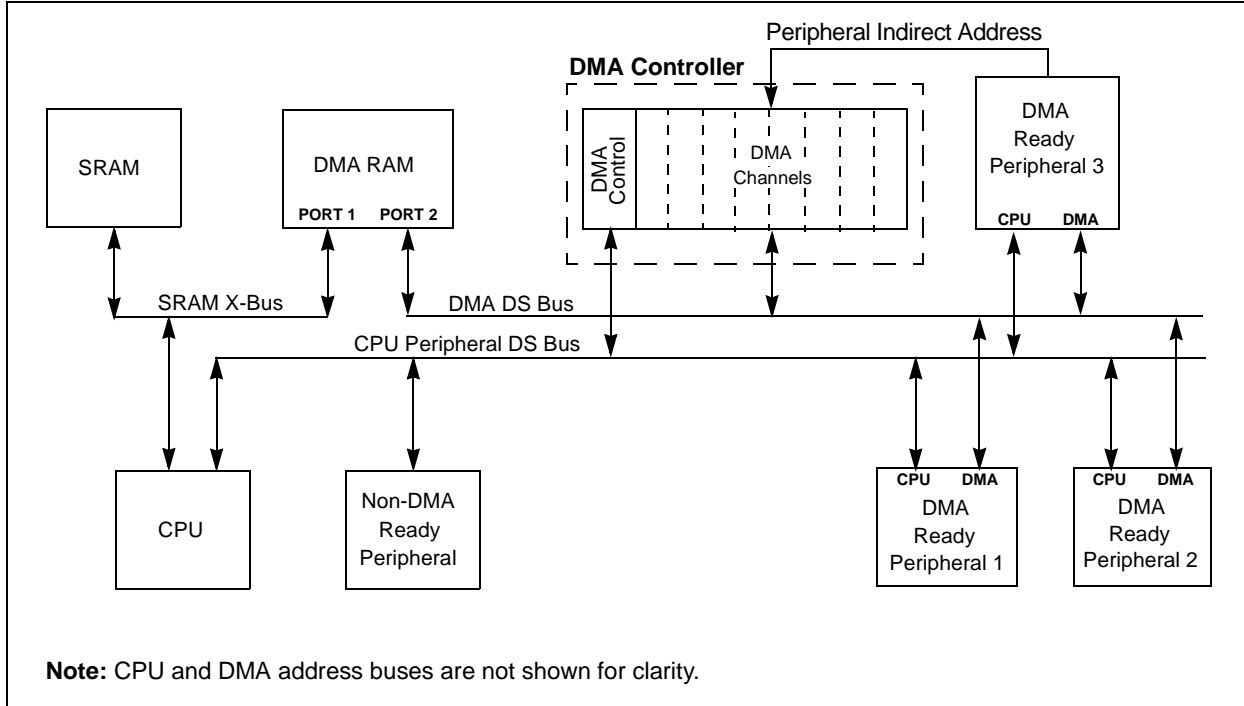 Peripheral Indirect Address
DMA Controller
SRAM
DMA RAM
PORT 1 PORT 2
DMA
Control
DMA
Channels
DMA
Ready
Peripheral 3
CPU DMA
SRAM X-Bus
DMA DS Bus
CPU Peripheral DS Bus
CPU
Non-DMA
Ready
Peripheral
CPU DMA
DMA
Ready
Peripheral 1
CPU DMA
DMA
Ready
Peripheral 2
Note: CPU and DMA address buses are not shown for clarity.